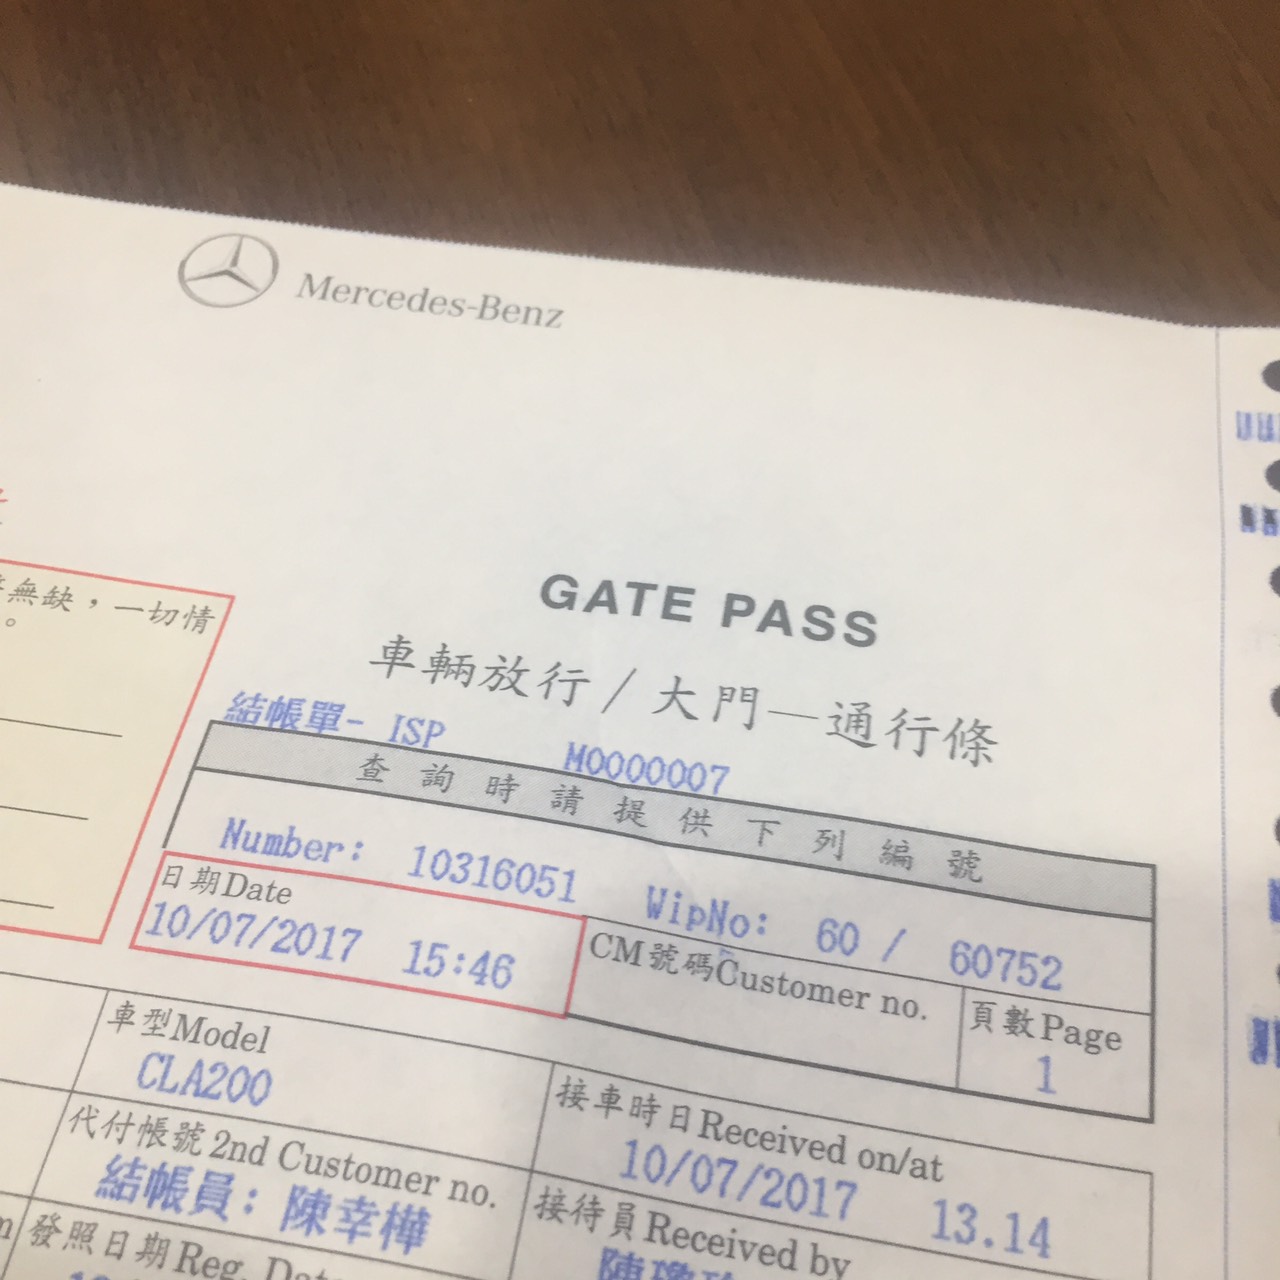 Mercedes-Benz
GATE PASS
無缺，一切情
。
車輛放行／大門—通行條
結帳單- ISP M0000007
查詢時請提供下列編號
Number: 10316051 WipNo: 60 / 60752
日期Date
10/07/2017 15:46
CM號碼Customer no.
頁數Page
1
車型Model
CLA200
接車時日Received on/at
10/07/2017 13.14
代付帳號2nd Customer no.
結帳員: 陳幸樺
接待員Received by
陳
發照日期Reg. Date